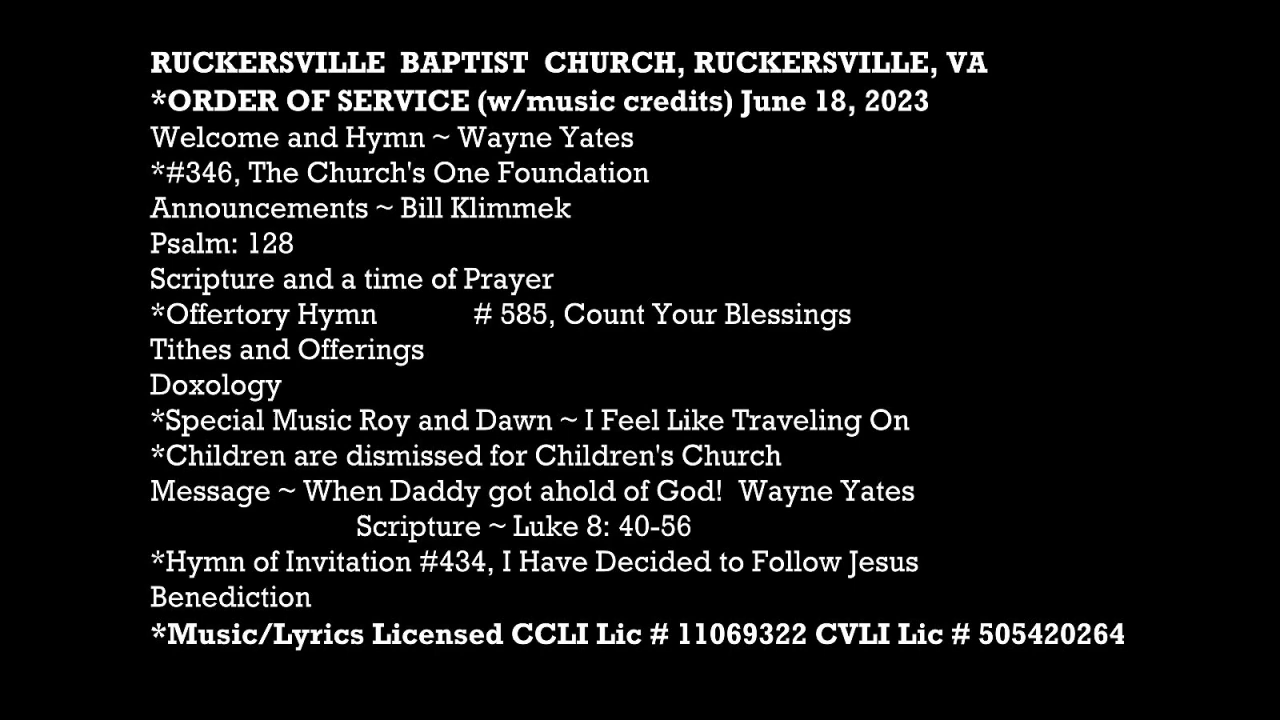 RUCKERSVILLE BAPTIST CHURCH, RUCKERSVILLE, VA
*ORDER OF SERVICE (w/music credits) June 18, 2023
Welcome and Hymn ~ Wayne Yates
*#346, The Church's One Foundation
Announcements ~ Bill Klimmek
Psalm: 128
Scripture and a time of Prayer
*Offertory Hymn # 585, Count Your Blessings
Tithes and Offerings
Doxology
*Special Music Roy and Dawn ~ I Feel Like Traveling On
*Children are dismissed for Children's Church
Message ~ When Daddy got ahold of God! Wayne Yates
Scripture ~ Luke 8: 40-56
*Hymn of Invitation #434, I Have Decided to Follow Jesus
Benediction
*Music/Lyrics Licensed CCLI Lic # 11069322 CVLI Lic # 505420264